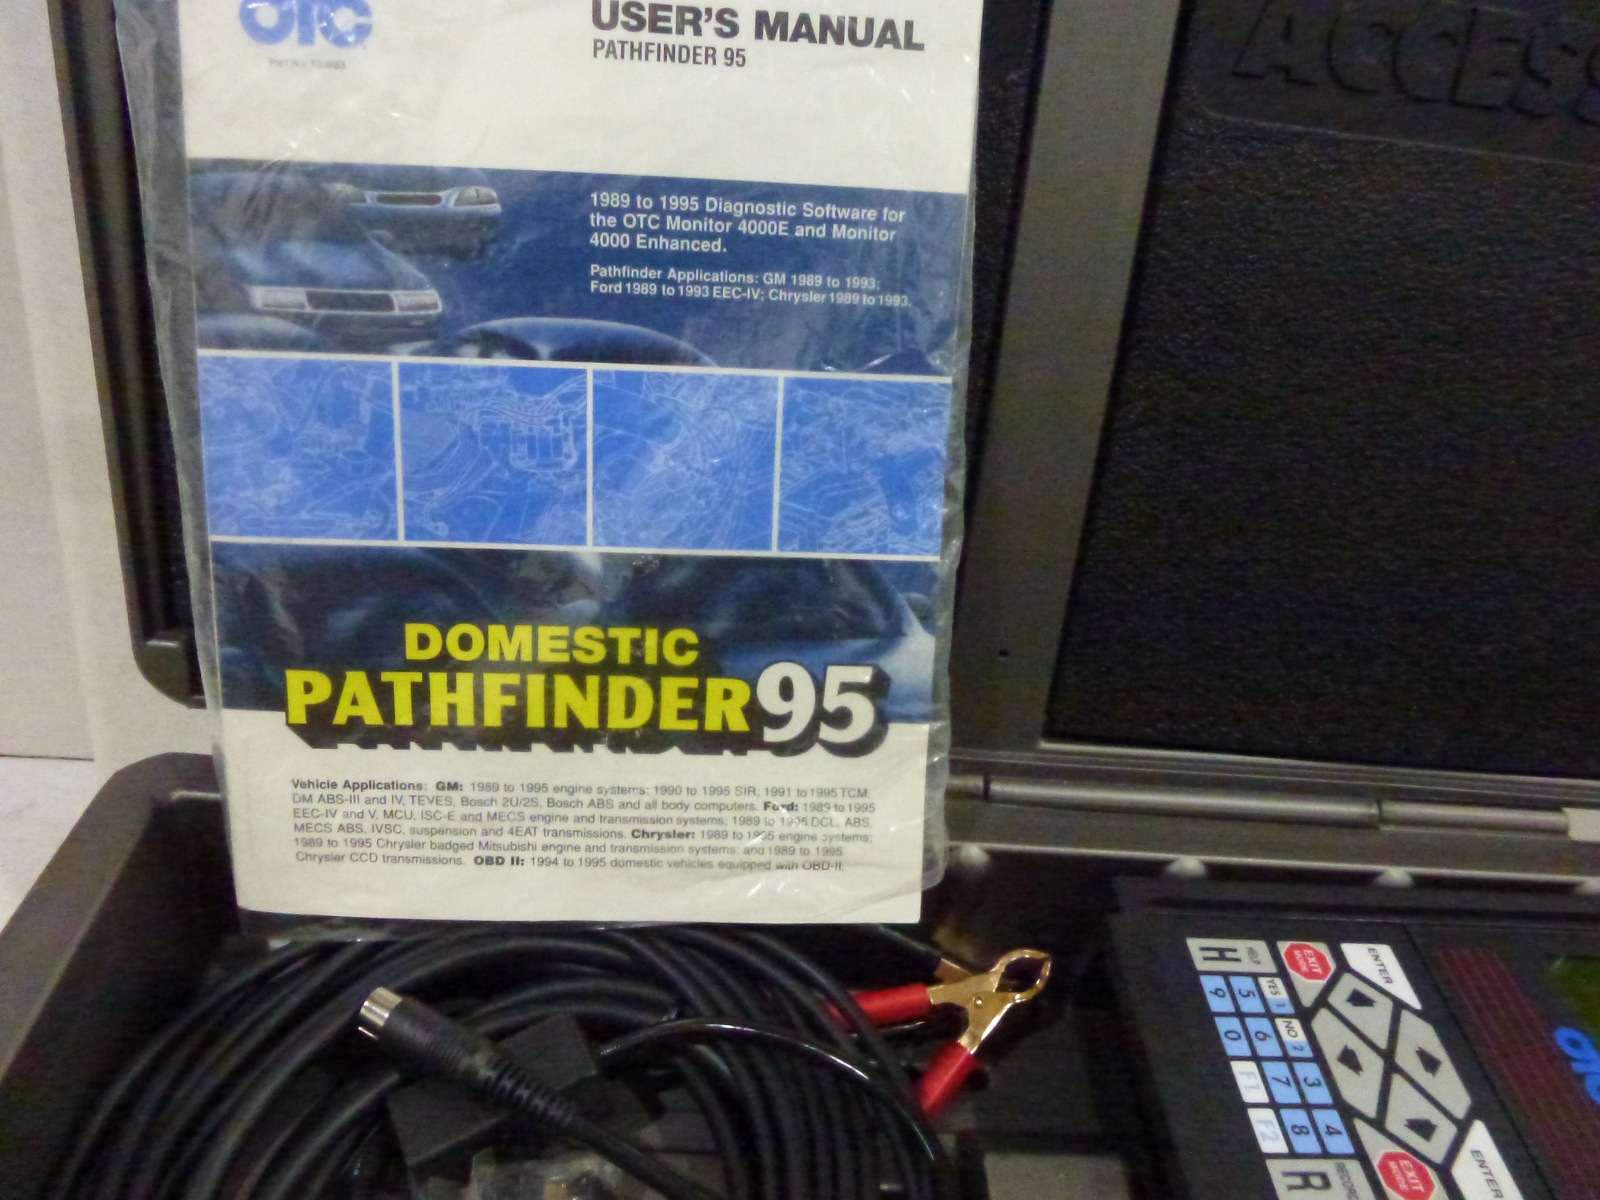 OTC
USER'S MANUAL
PATHFINDER 95
ACCESS
1989 to 1995 Diagnostic Software for
the OTC Monitor 4000E and Monitor
4000 Enhanced.
Pathfinder Applications: GM 1989 to 1993;
Ford 1989 to 1993 EEC-IV; Chrysler 1989 to 1993.
DOMESTIC
PATHFINDER 95
Vehicle Applications: GM: 1989 to 1995 engine systems; 1990 to 1995 SIR; 1991 to 1995 TCM,
DM ABS-III and IV, TEVES, Bosch 2U/2S, Bosch ABS and all body computers. Ford: 1989 to 1995
EEC-IV and V, MCU, ISC-E and MECS engine and transmission systems; 1989 to 1995 DCL, ABS,
MECS ABS, IVSC, suspension and 4EAT transmissions. Chrysler: 1989 to 1995 engine systems;
1989 to 1995 Chrysler badged Mitsubishi engine and transmission systems; and 1989 to 1995
Chrysler CCD transmissions. OBD II: 1994 to 1995 domestic vehicles equipped with OBD-II.
H HELP EXIT MODE ENTER
YES 1 NO 2 3 4
5 6 7 8
9 0 F1 F2
R RECORD EXIT MODE ENTER
OTC